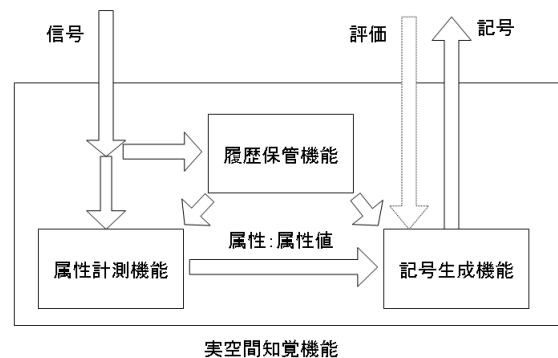 信号
評価
記号
履歴保管機能
属性:属性値
属性計測機能
記号生成機能
実空間知覚機能